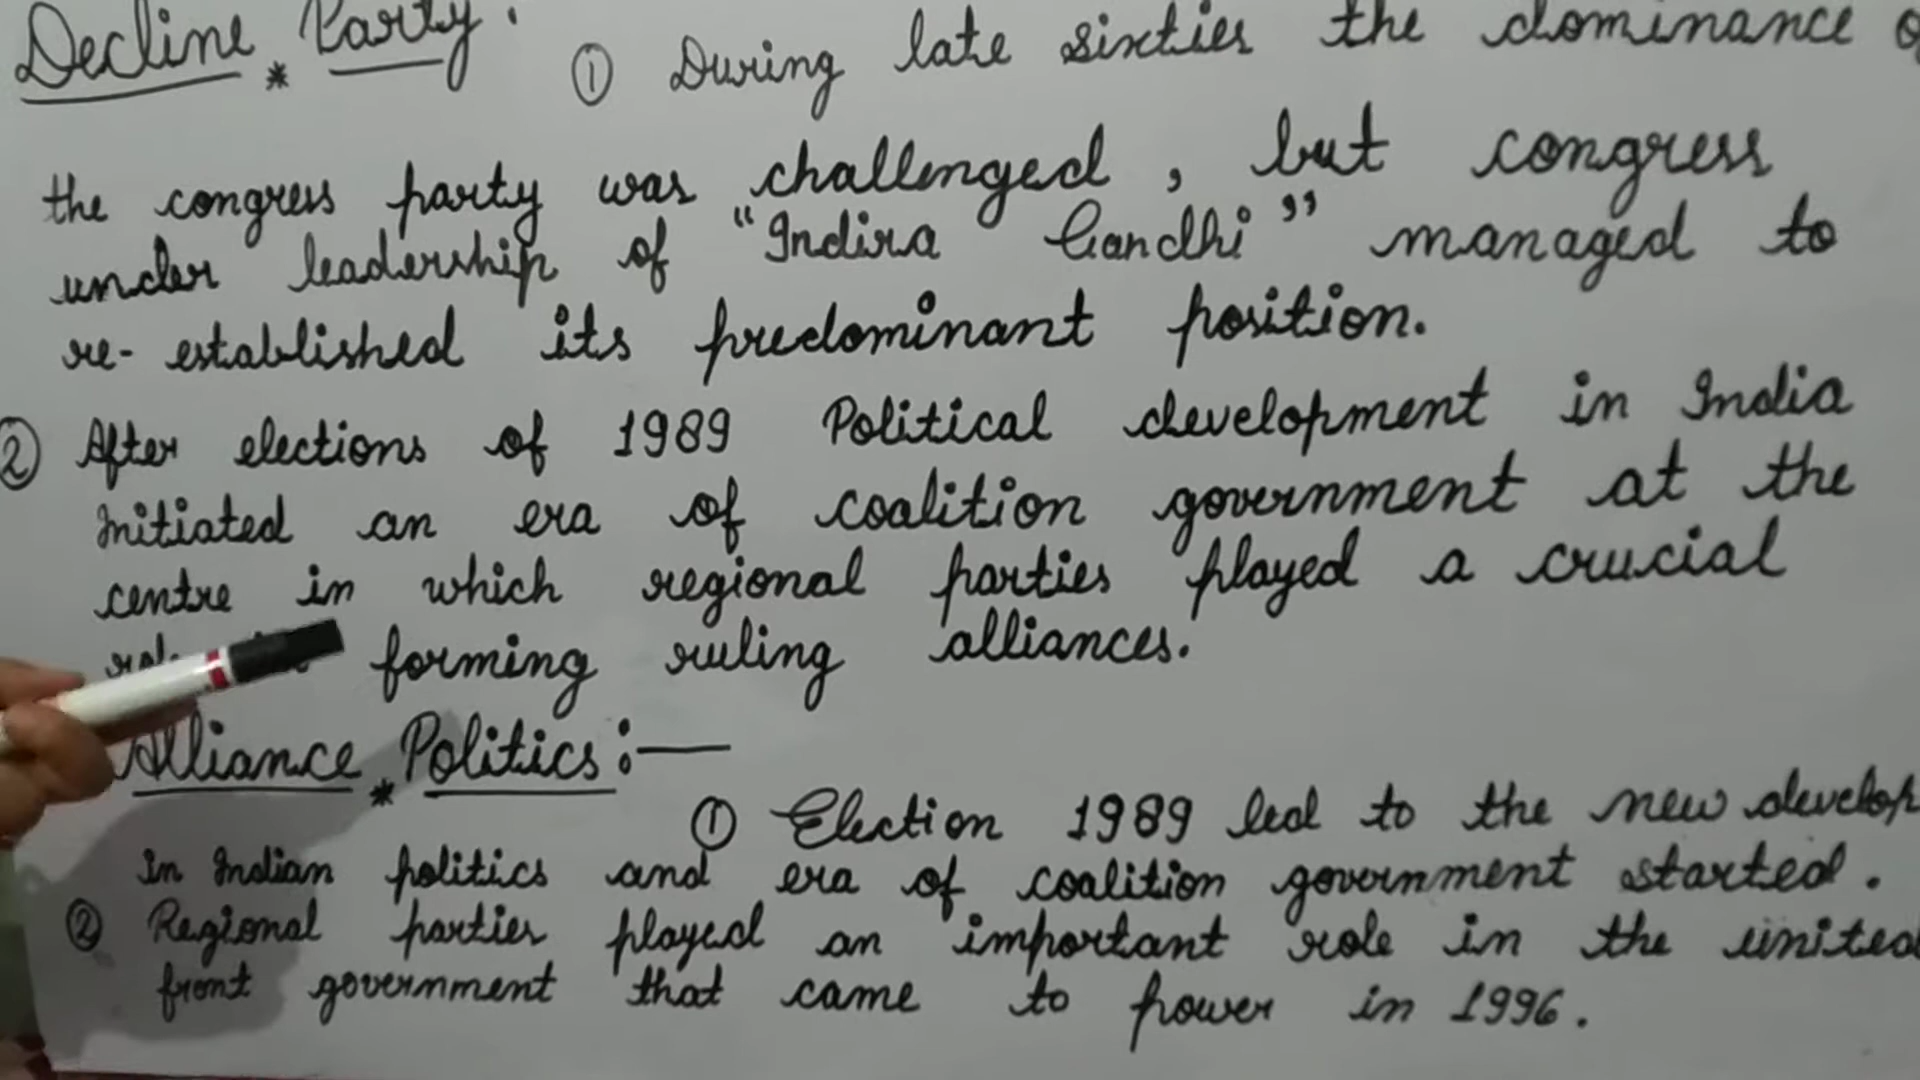 Decline Party.
① During late sixties the dominance
the congress party was challenged, but congress
under leadership of "Indira Gandhi" managed to
re-established its predominant position.
② After elections of 1989 Political development in India
Initiated an era of coalition government at the
centre in which regional parties played a crucial
forming ruling alliances.
Alliance Politics:—
① Election 1989 led to the new develop
in Indian politics and era of coalition government started.
② Regional parties played an important role in the united
front government that came to power in 1996.